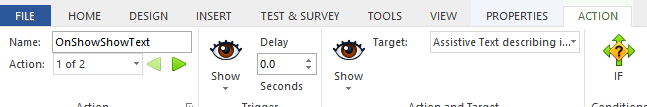 FILE HOME DESIGN INSERT TEST & SURVEY TOOLS VIEW PROPERTIES ACTION
Name: OnShowShowText Delay Target: Assistive Text describing i...
Action: 1 of 2 0.0
Show Seconds Show IF
Action Trigger Action and Target